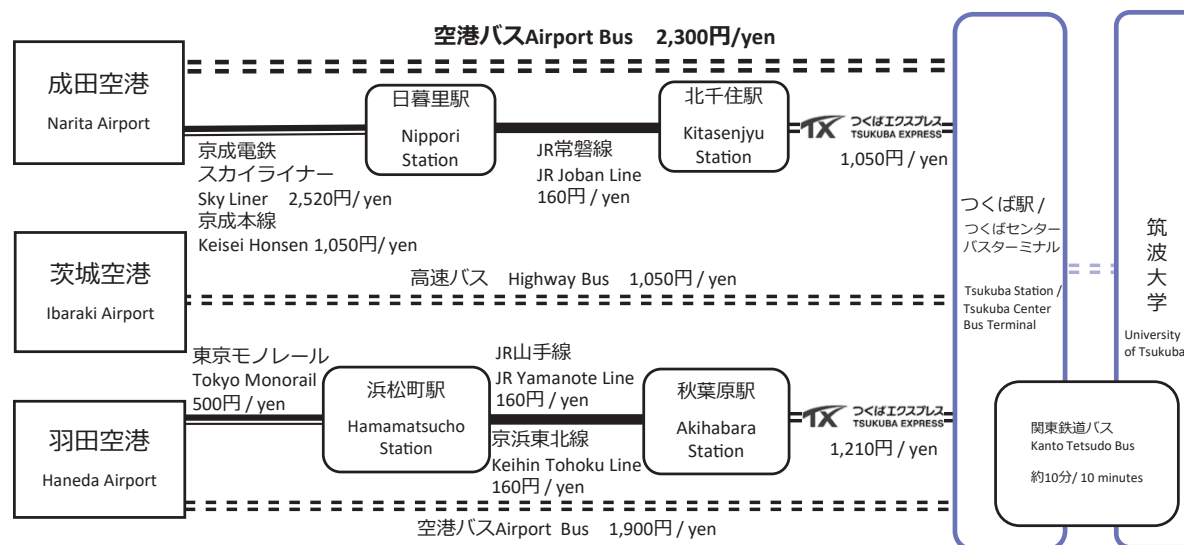 空港バスAirport Bus 2,300円/yen
成田空港
Narita Airport
日暮里駅
Nippori
Station
北千住駅
Kitasenjyu
Station
TX つくばエクスプレス
TSUKUBA EXPRESS
1,050円 / yen
京成電鉄
スカイライナー
Sky Liner 2,520円/ yen
京成本線
Keisei Honsen 1,050円/ yen
JR常磐線
JR Joban Line
160円 / yen
茨城空港
Ibaraki Airport
高速バス Highway Bus 1,050円 / yen
東京モノレール
Tokyo Monorail
500円 / yen
浜松町駅
Hamamatsucho
Station
JR山手線
JR Yamanote Line
160円 / yen
京浜東北線
Keihin Tohoku Line
160円 / yen
秋葉原駅
Akihabara
Station
TX つくばエクスプレス
TSUKUBA EXPRESS
1,210円 / yen
羽田空港
Haneda Airport
空港バスAirport Bus 1,900円 / yen
つくば駅 /
つくばセンター
バスターミナル
Tsukuba Station /
Tsukuba Center
Bus Terminal
筑波大学
University
of Tsukuba
関東鉄道バス
Kanto Tetsudo Bus
約10分/ 10 minutes